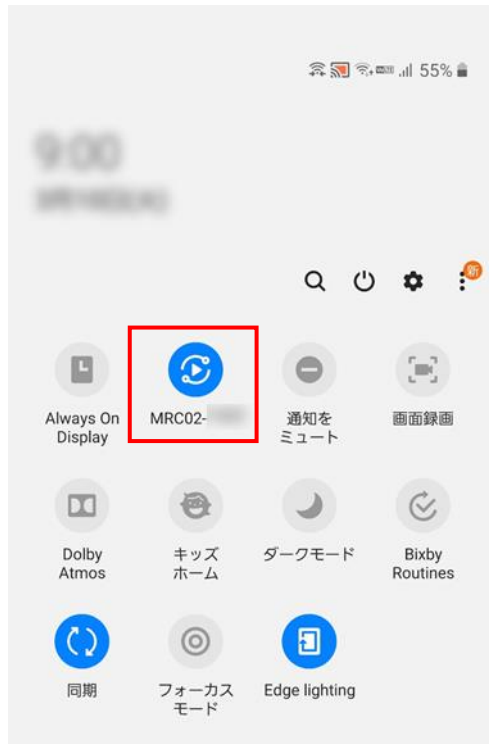 55%
新
Always On
Display
MRC02-
通知を
ミュート
画面録画
Dolby
Atmos
キッズ
ホーム
ダークモード
Bixby
Routines
同期
フォーカス
モード
Edge lighting